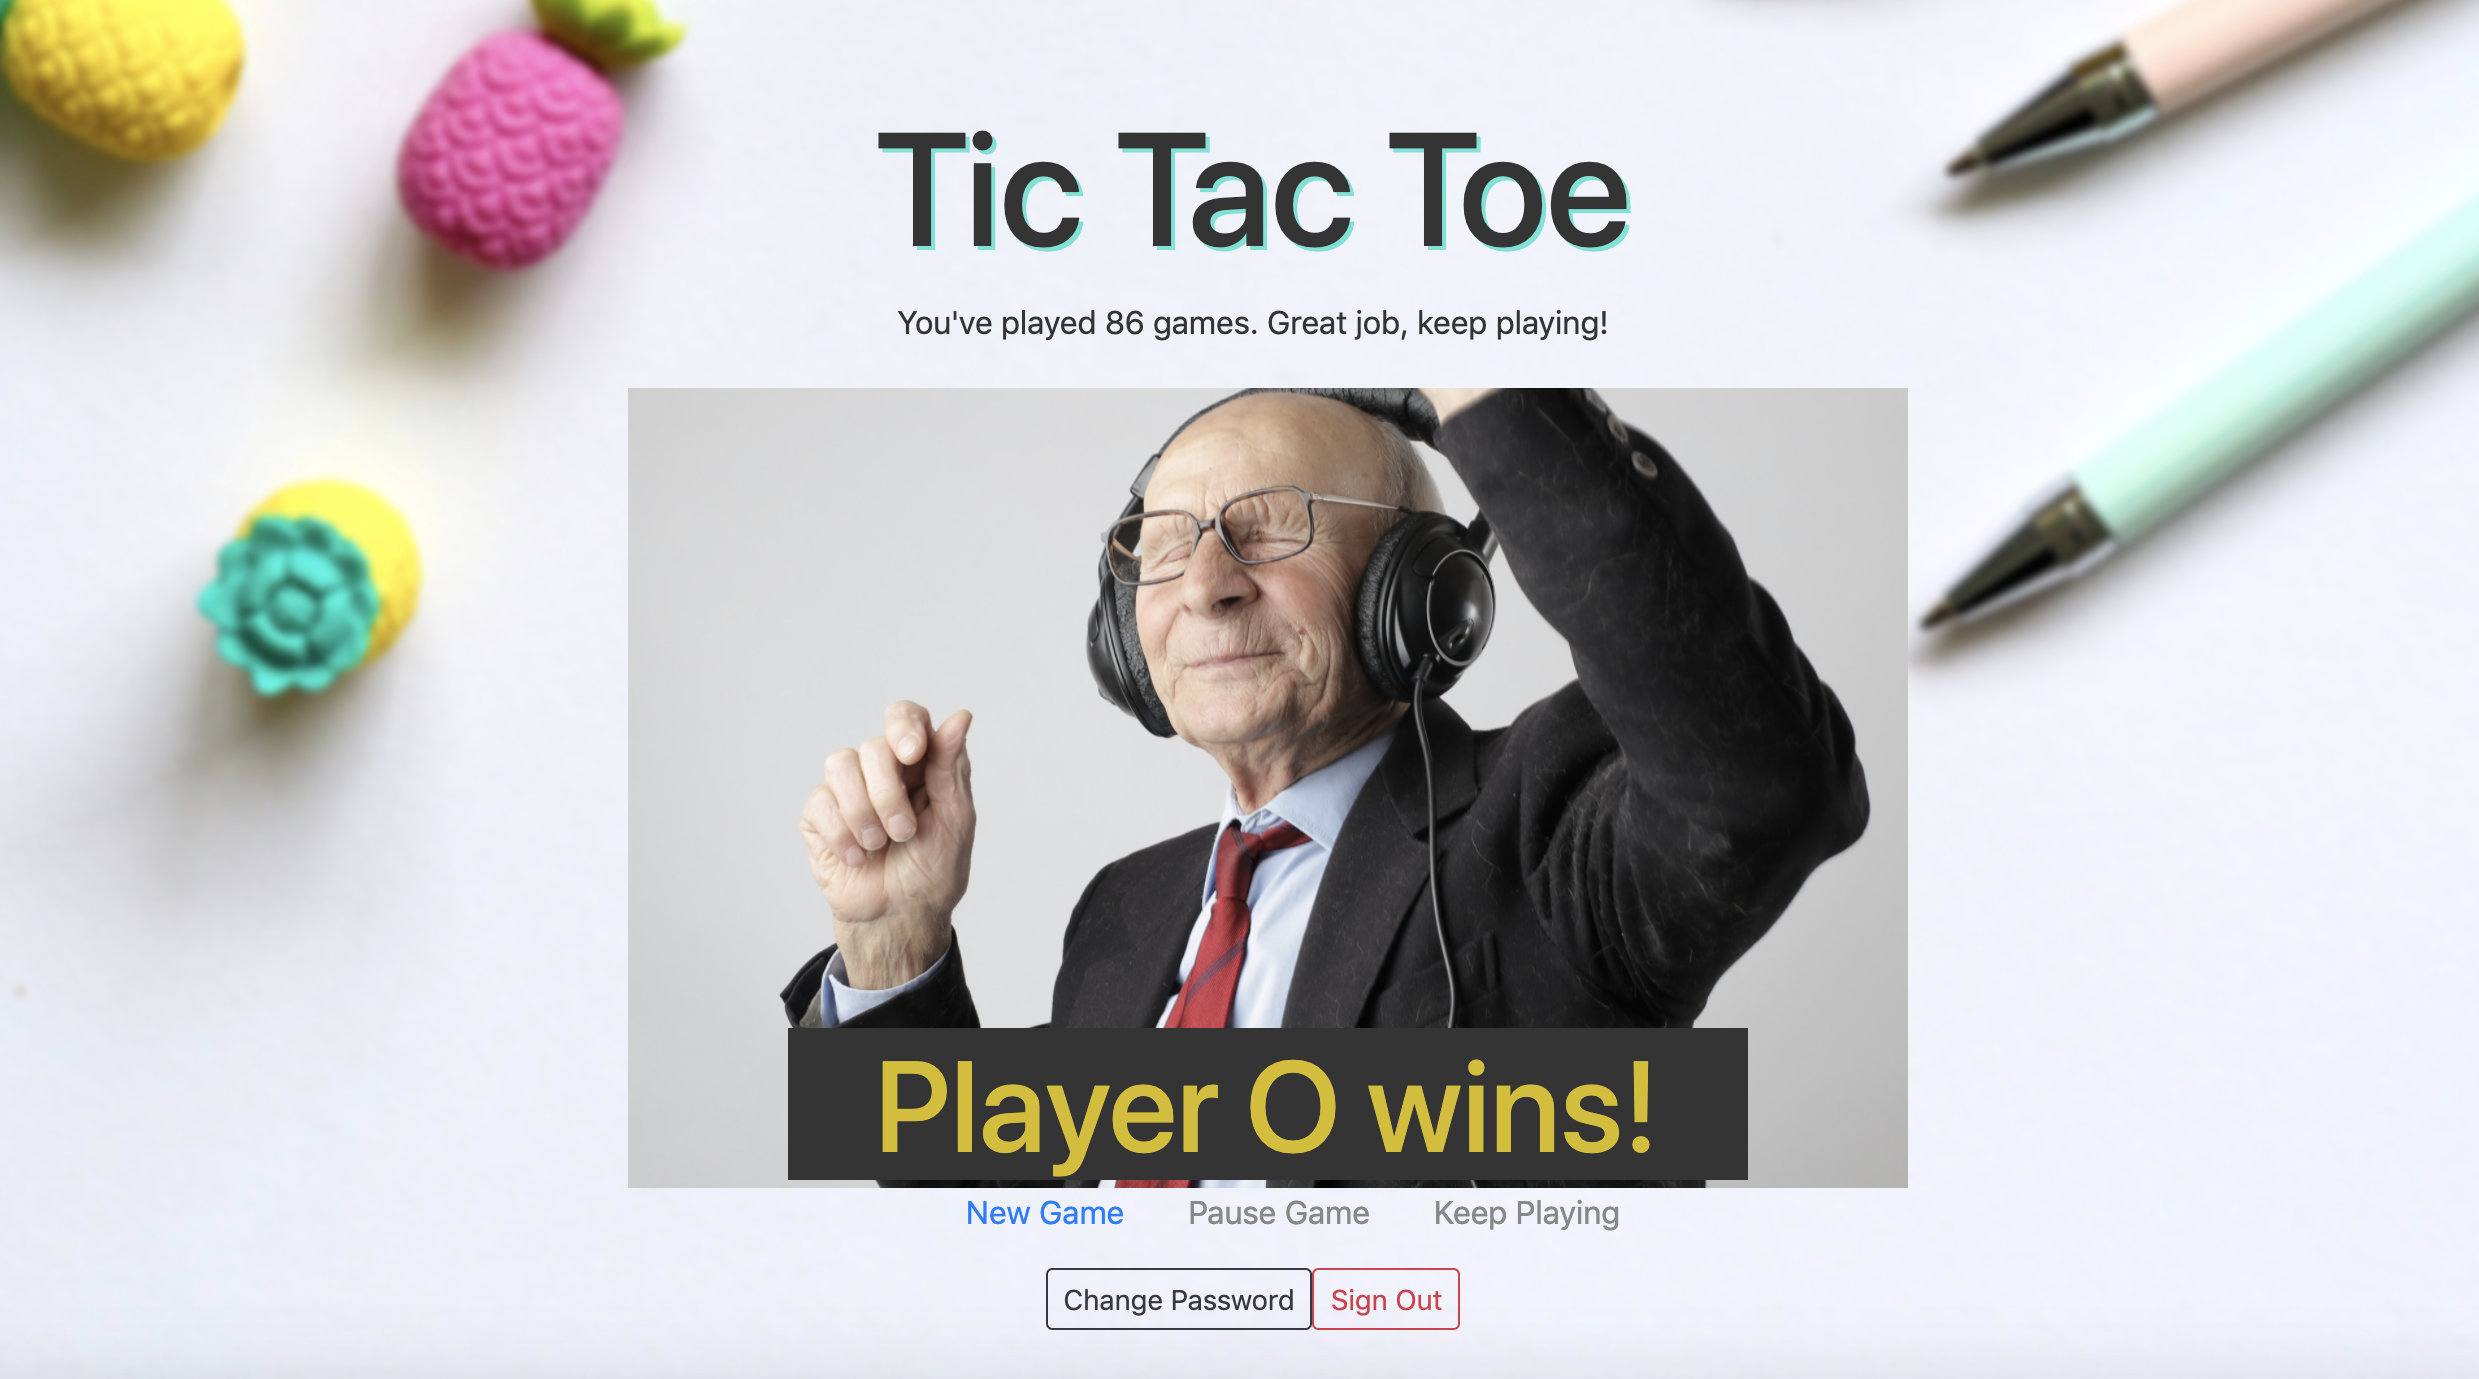 Tic Tac Toe
You've played 86 games. Great job, keep playing!
Player O wins!
New Game Pause Game Keep Playing
Change Password Sign Out